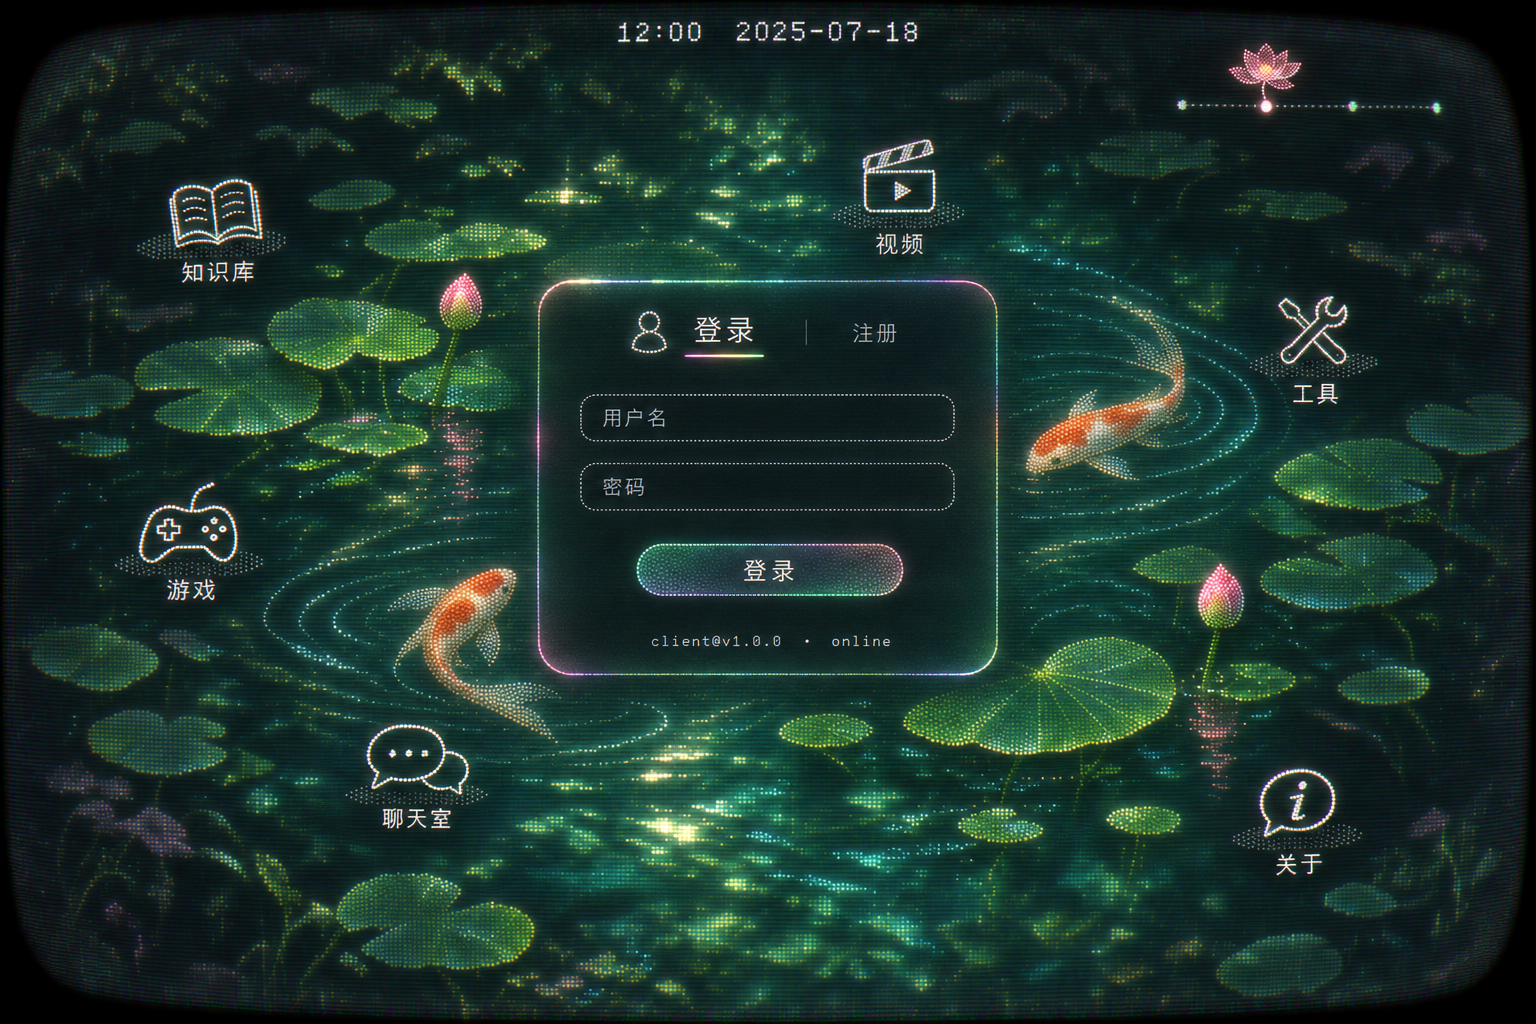 12:00 2025-07-18
视频
知识库
登录 | 注册
工具
用户名
密码
游戏
登录
client@v1.0.0 • online
聊天室
关于